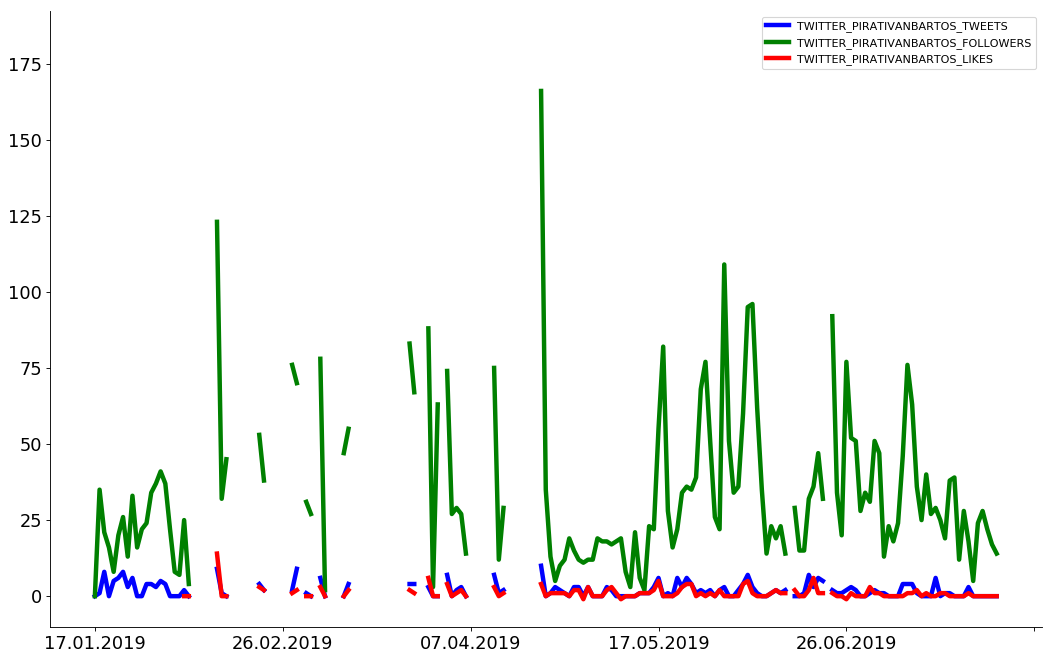 TWITTER_PIRATIVANBARTOS_TWEETS
TWITTER_PIRATIVANBARTOS_FOLLOWERS
TWITTER_PIRATIVANBARTOS_LIKES
175
150
125
100
75
50
25
0
17.01.2019 26.02.2019 07.04.2019 17.05.2019 26.06.2019